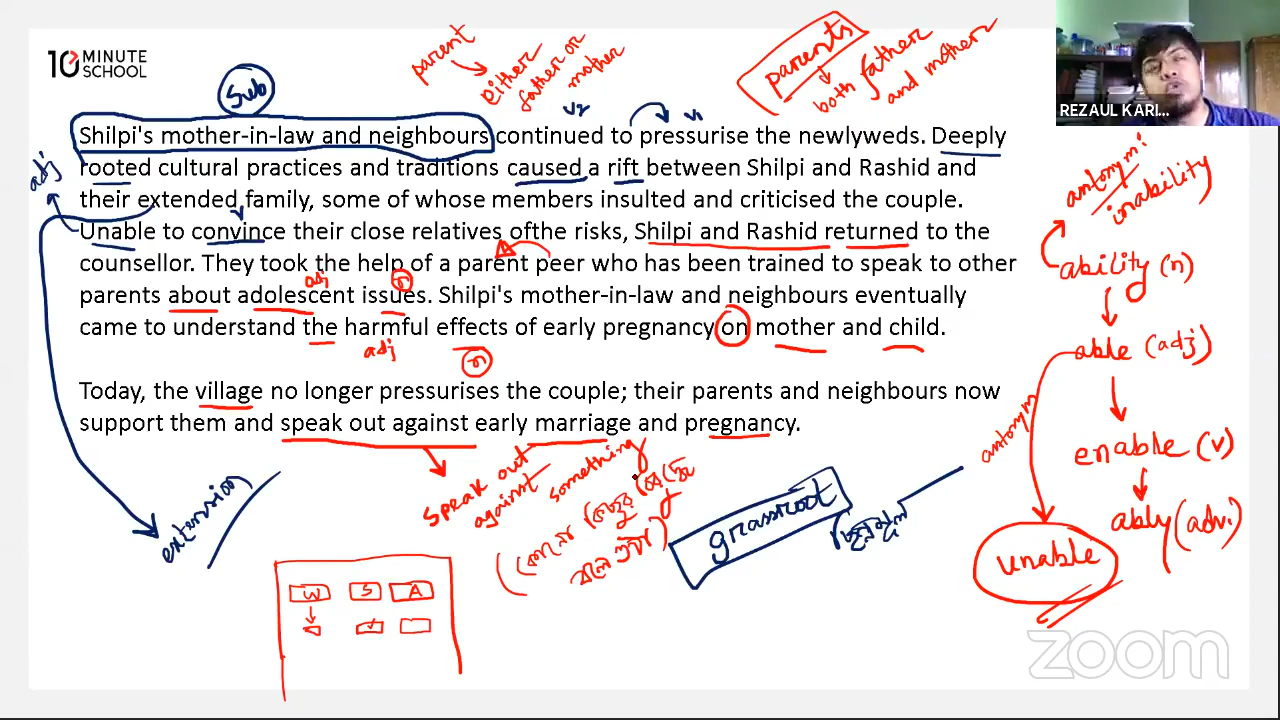 10 MINUTE SCHOOL
Sub
parent
either
father or
mother
parents
both father
and mother
REZAUL KARI...
v2
v1
Shilpi's mother-in-law and neighbours continued to pressurise the newlyweds. Deeply
rooted cultural practices and traditions caused a rift between Shilpi and Rashid and
their extended family, some of whose members insulted and criticised the couple.
Unable to convince their close relatives ofthe risks, Shilpi and Rashid returned to the
counsellor. They took the help of a parent peer who has been trained to speak to other
parents about adolescent issues. Shilpi's mother-in-law and neighbours eventually
came to understand the harmful effects of early pregnancy on mother and child.
adj
v
A
adj
n
adj
n
Today, the village no longer pressurises the couple; their parents and neighbours now
support them and speak out against early marriage and pregnancy.
extension
speak out
against something
grassroot
W S A
antonym:
inability
ability (n)
able (adj)
antonym
enable (v)
ably (adv.)
unable
zoom